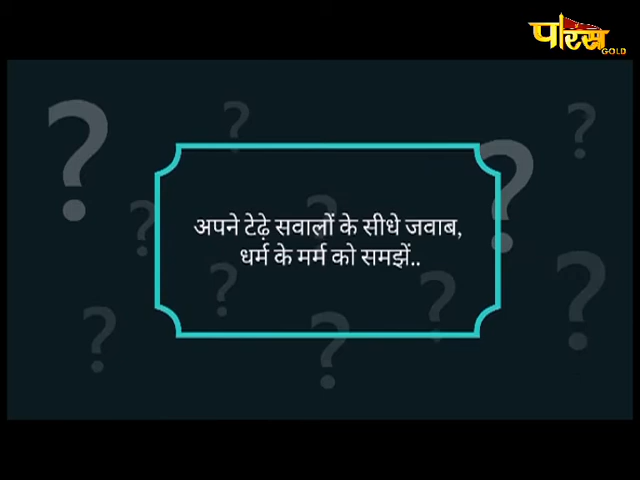 पारस
GOLD
अपने टेढ़े सवालों के सीधे जवाब,
धर्म के मर्म को समझें..